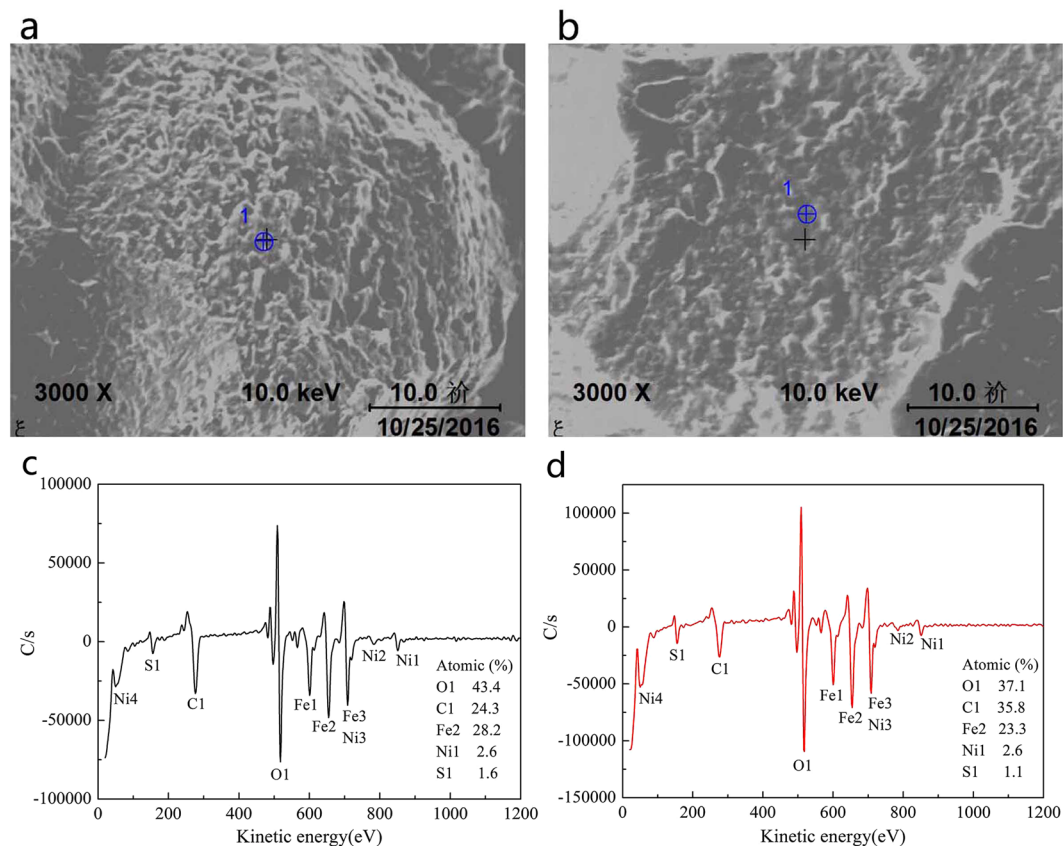 a
b
1
3000 X 10.0 keV 10.0 祄
ξ 10/25/2016
1
3000 X 10.0 keV 10.0 祄
ξ 10/25/2016
c
100000
50000
0
-50000
-100000
C/s
0 200 400 600 800 1000 1200
Kinetic energy(eV)
Ni4
S1
C1
O1
Fe1
Fe2
Fe3
Ni3
Ni2
Ni1
Atomic (%)
O1 43.4
C1 24.3
Fe2 28.2
Ni1 2.6
S1 1.6
d
100000
50000
0
-50000
-100000
-150000
C/s
0 200 400 600 800 1000 1200
Kinetic energy(eV)
Ni4
S1
C1
O1
Fe1
Fe2
Fe3
Ni3
Ni2
Ni1
Atomic (%)
O1 37.1
C1 35.8
Fe2 23.3
Ni1 2.6
S1 1.1